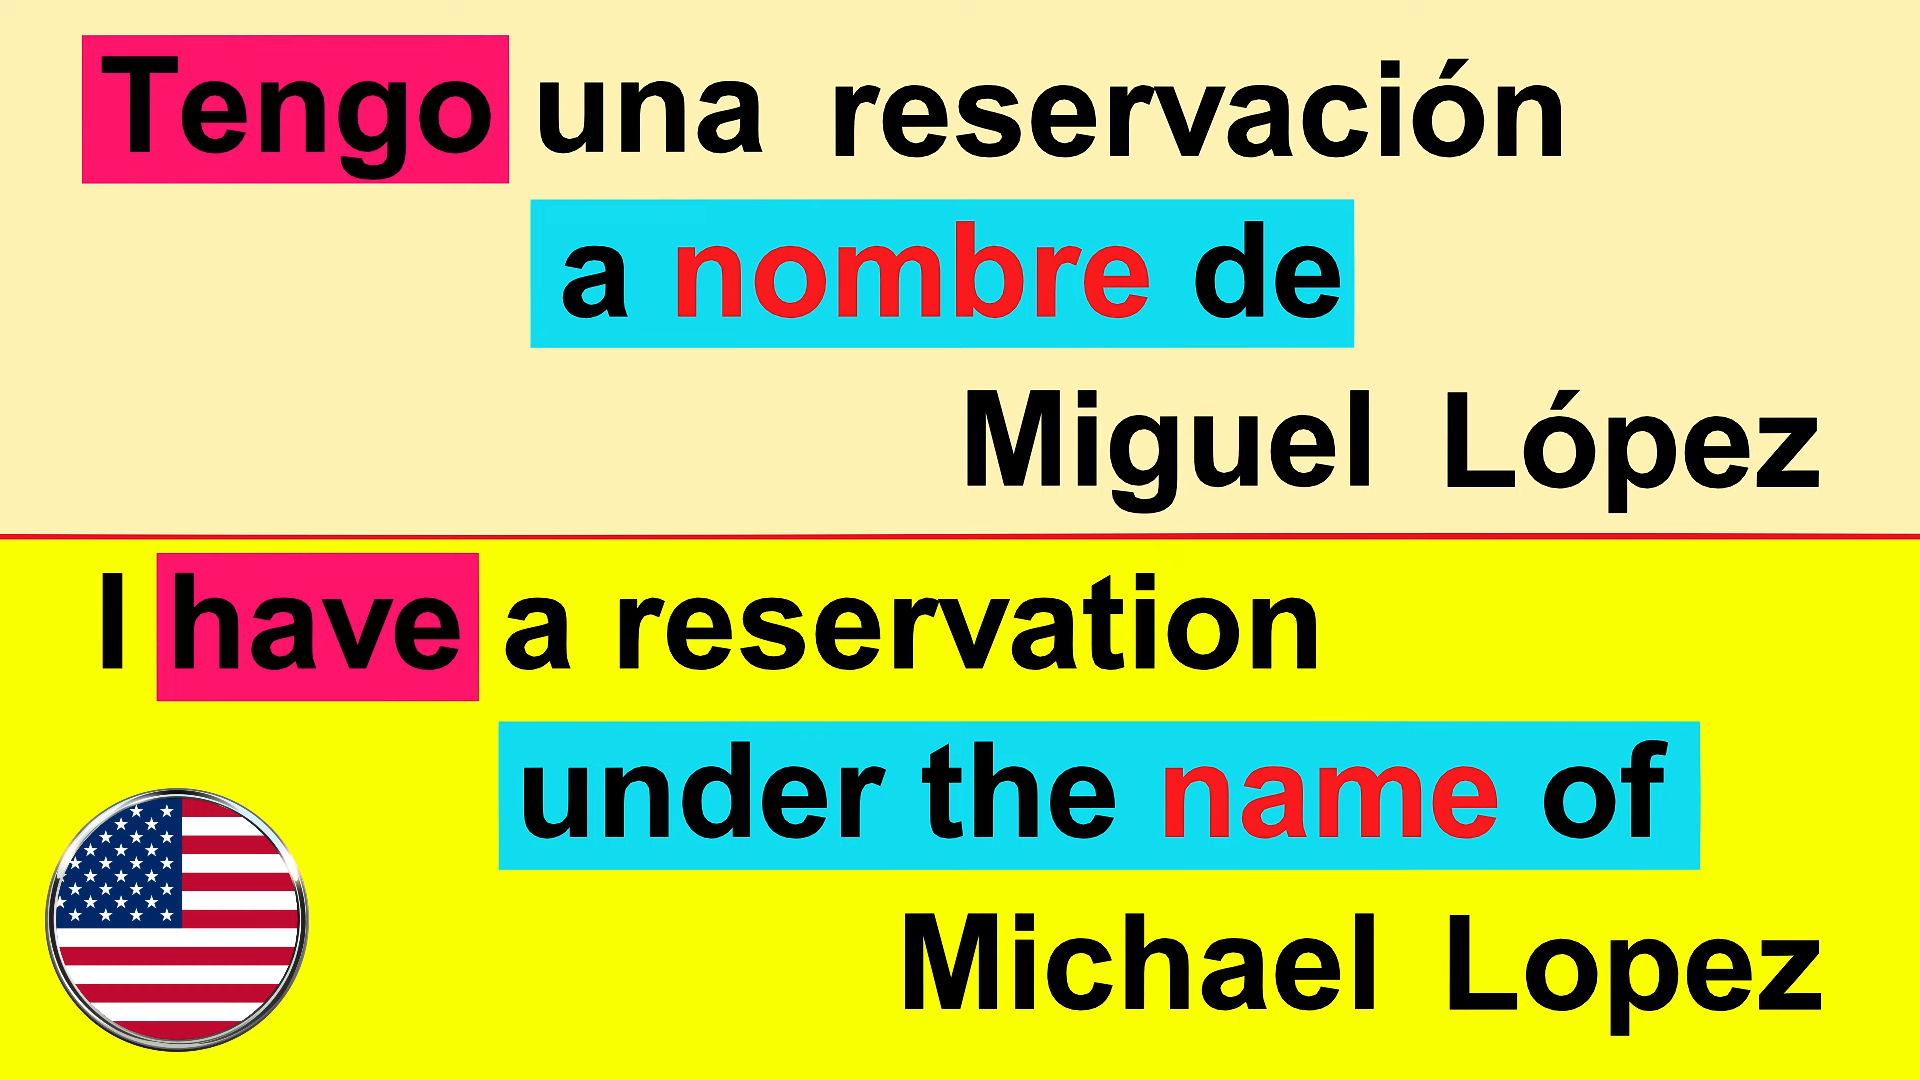 Tengo una reservación
a nombre de
Miguel López
I have a reservation
under the name of
Michael Lopez